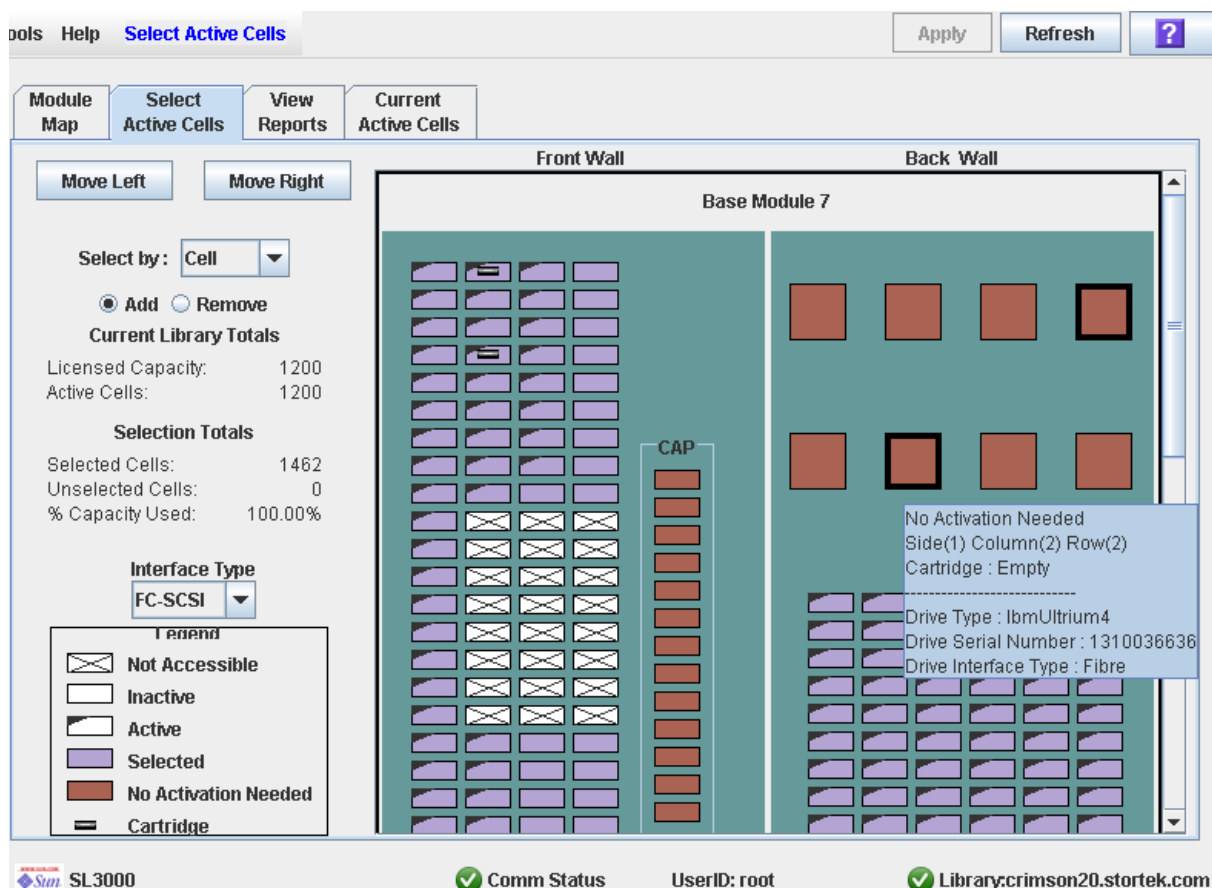 ools Help Select Active Cells
Apply
Refresh
?
Module Map
Select Active Cells
View Reports
Current Active Cells
Move Left
Move Right
Select by: Cell
Add Remove
Current Library Totals
Licensed Capacity: 1200
Active Cells: 1200
Selection Totals
Selected Cells: 1462
Unselected Cells: 0
% Capacity Used: 100.00%
Interface Type
FC-SCSI
Legend
Not Accessible
Inactive
Active
Selected
No Activation Needed
Cartridge
Front Wall
Back Wall
Base Module 7
CAP
No Activation Needed
Side(1) Column(2) Row(2)
Cartridge : Empty
---------------------------
Drive Type : IbmUltrium4
Drive Serial Number : 1310036636
Drive Interface Type : Fibre
Sun SL3000
Comm Status
UserID: root
Library:crimson20.stortek.com